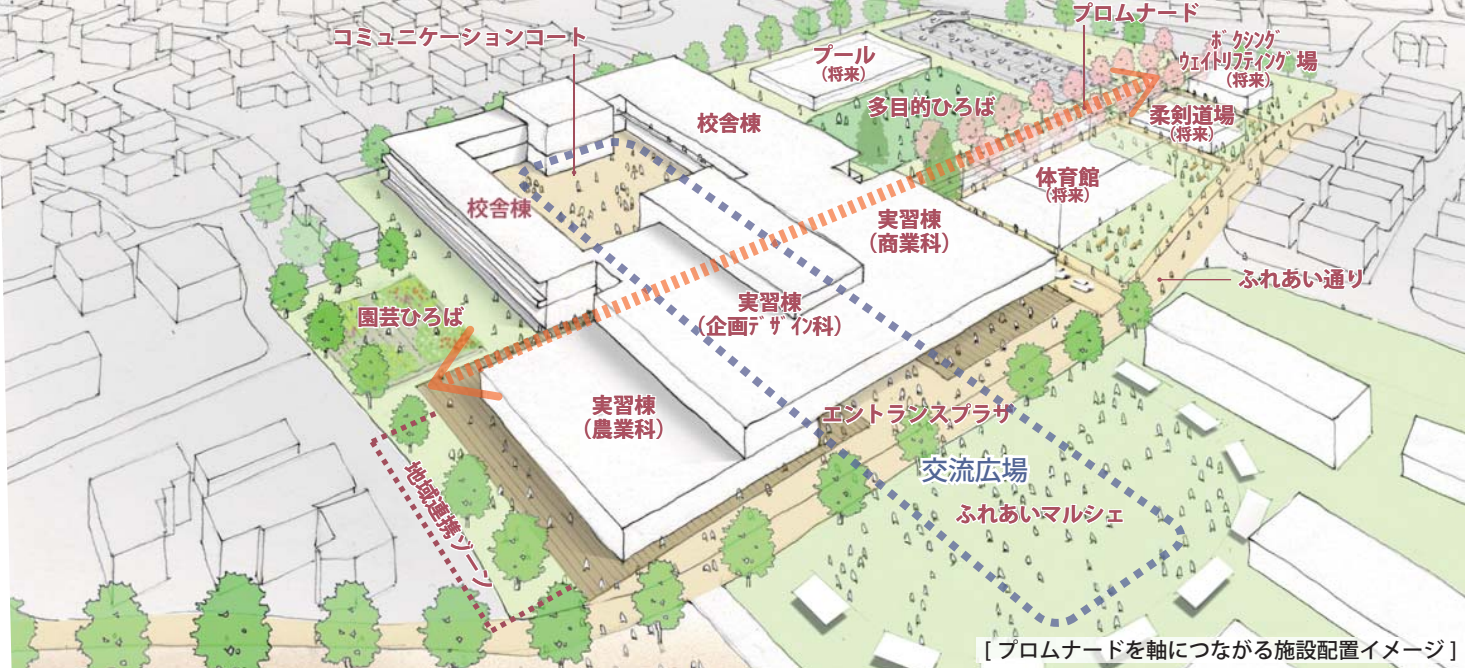 プロムナード
コミュニケーションコート
ボクシング
ウェイトリフティング場
(将来)
プール
(将来)
多目的ひろば
柔剣道場
(将来)
校舎棟
体育館
(将来)
校舎棟
実習棟
(商業科)
ふれあい通り
実習棟
(企画デザイン科)
園芸ひろば
実習棟
(農業科)
エントランスプラザ
交流広場
ふれあいマルシェ
地域連携ゾーン
[ プロムナードを軸につながる施設配置イメージ ]